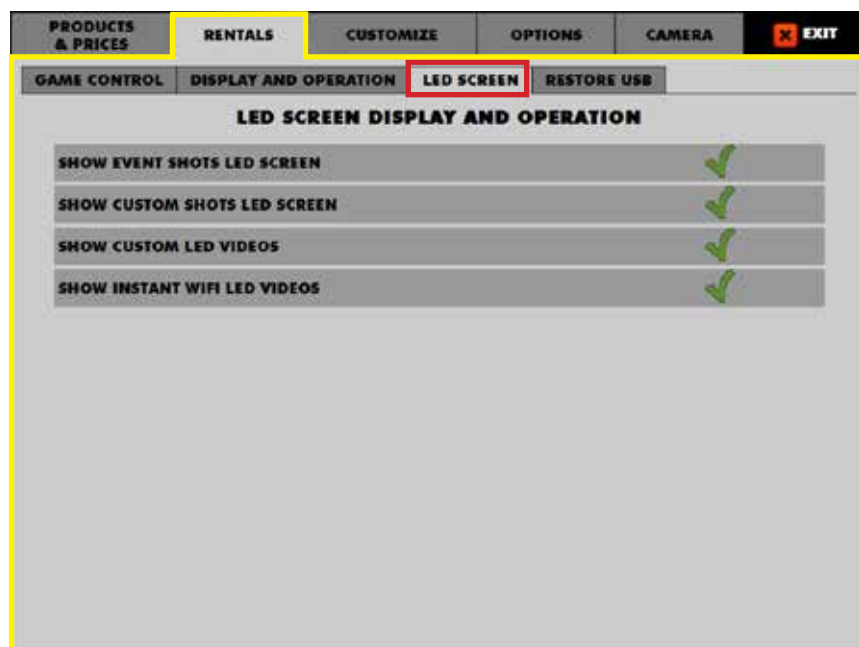 PRODUCTS
& PRICES
RENTALS
CUSTOMIZE
OPTIONS
CAMERA
X EXIT
GAME CONTROL
DISPLAY AND OPERATION
LED SCREEN
RESTORE USB
LED SCREEN DISPLAY AND OPERATION
SHOW EVENT SHOTS LED SCREEN
SHOW CUSTOM SHOTS LED SCREEN
SHOW CUSTOM LED VIDEOS
SHOW INSTANT WIFI LED VIDEOS